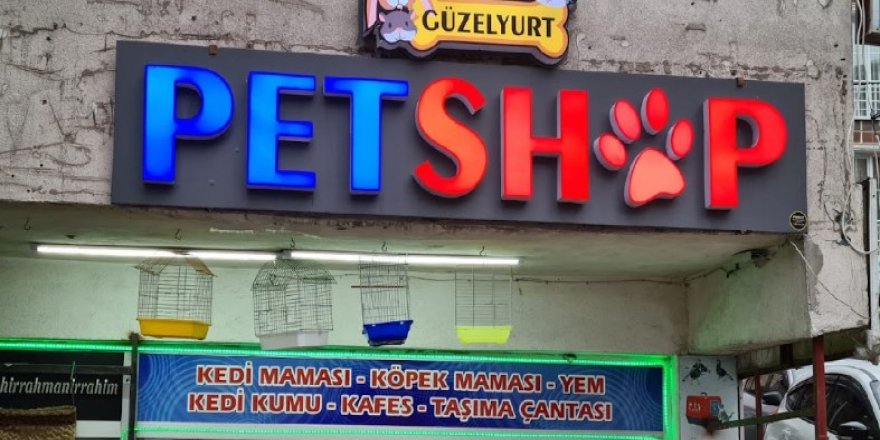 GÜZELYURT
PETSHOP
KEDİ MAMASI - KÖPEK MAMASI - YEM
KEDİ KUMU - KAFES - TAŞIMA ÇANTASI
hirrahmanirrahim